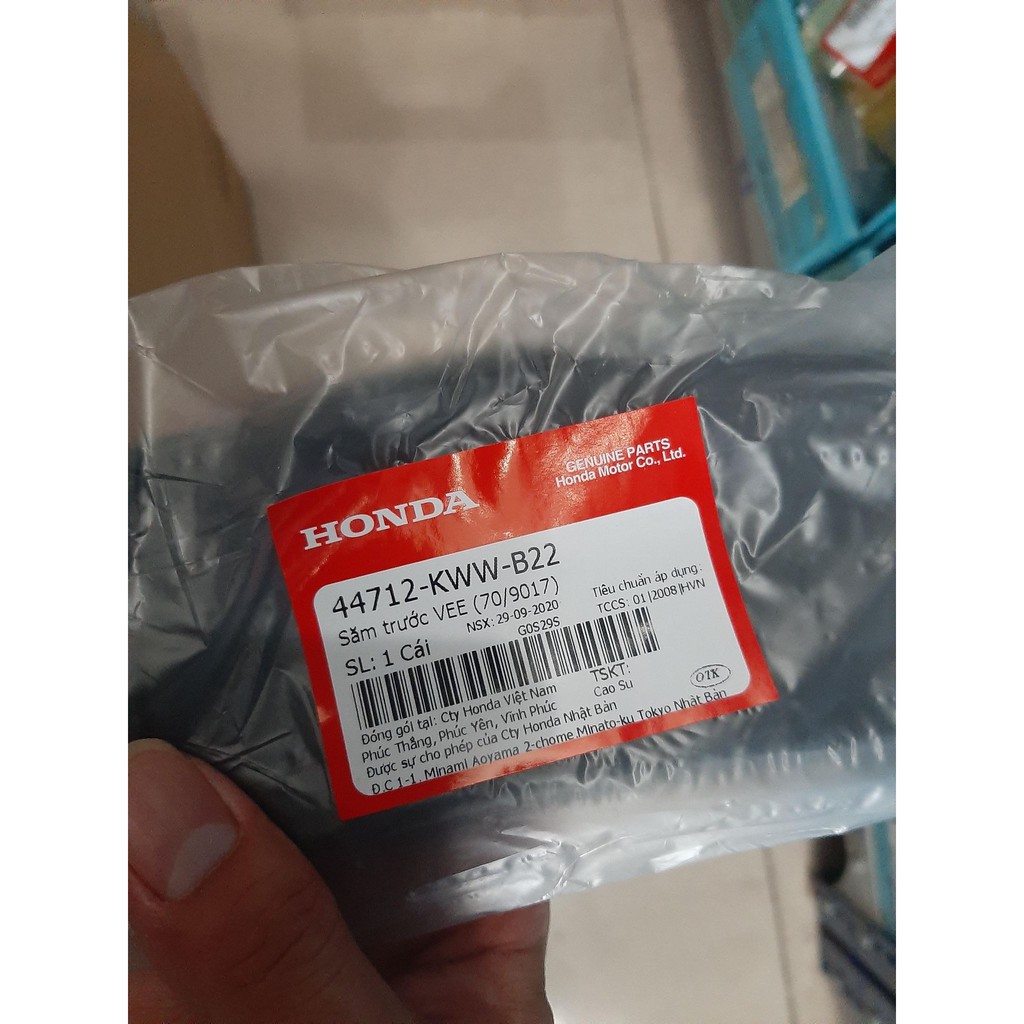 GENUINE PARTS
Honda Motor Co., Ltd.
HONDA
44712-KWW-B22
Săm trước VEE (70/9017)
NSX: 29-09-2020
Tiêu chuẩn áp dụng:
TCCS: 01|2008|HVN
SL: 1 Cái
G0S29S
TSKT:
Cao Su
OTK
Đóng gói tại: Cty Honda Việt Nam
Phúc Thắng, Phúc Yên, Vĩnh Phúc
Được sự cho phép của Cty Honda Nhật Bản
Đ.C 1-1, Minami Aoyama 2-chome,Minato-ku Tokyo Nhật Bản